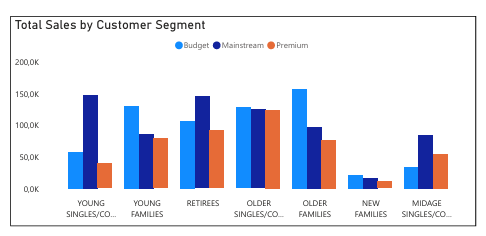 Total Sales by Customer Segment
Budget Mainstream Premium
200,0K
150,0K
100,0K
50,0K
0,0K
YOUNG SINGLES/CO...
YOUNG FAMILIES
RETIREES
OLDER SINGLES/CO...
OLDER FAMILIES
NEW FAMILIES
MIDAGE SINGLES/CO...